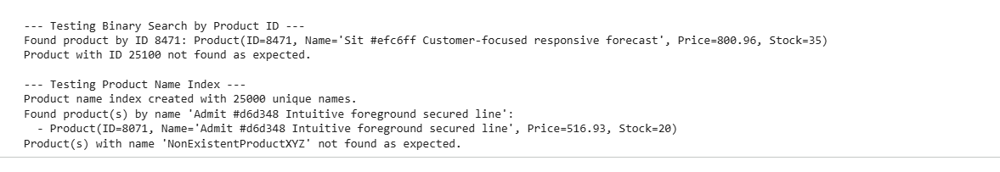 --- Testing Binary Search by Product ID ---
Found product by ID 8471: Product(ID=8471, Name='Sit #efc6ff Customer-focused responsive forecast', Price=800.96, Stock=35)
Product with ID 25100 not found as expected.
--- Testing Product Name Index ---
Product name index created with 25000 unique names.
Found product(s) by name 'Admit #d6d348 Intuitive foreground secured line':
- Product(ID=8071, Name='Admit #d6d348 Intuitive foreground secured line', Price=516.93, Stock=20)
Product(s) with name 'NonExistentProductXYZ' not found as expected.